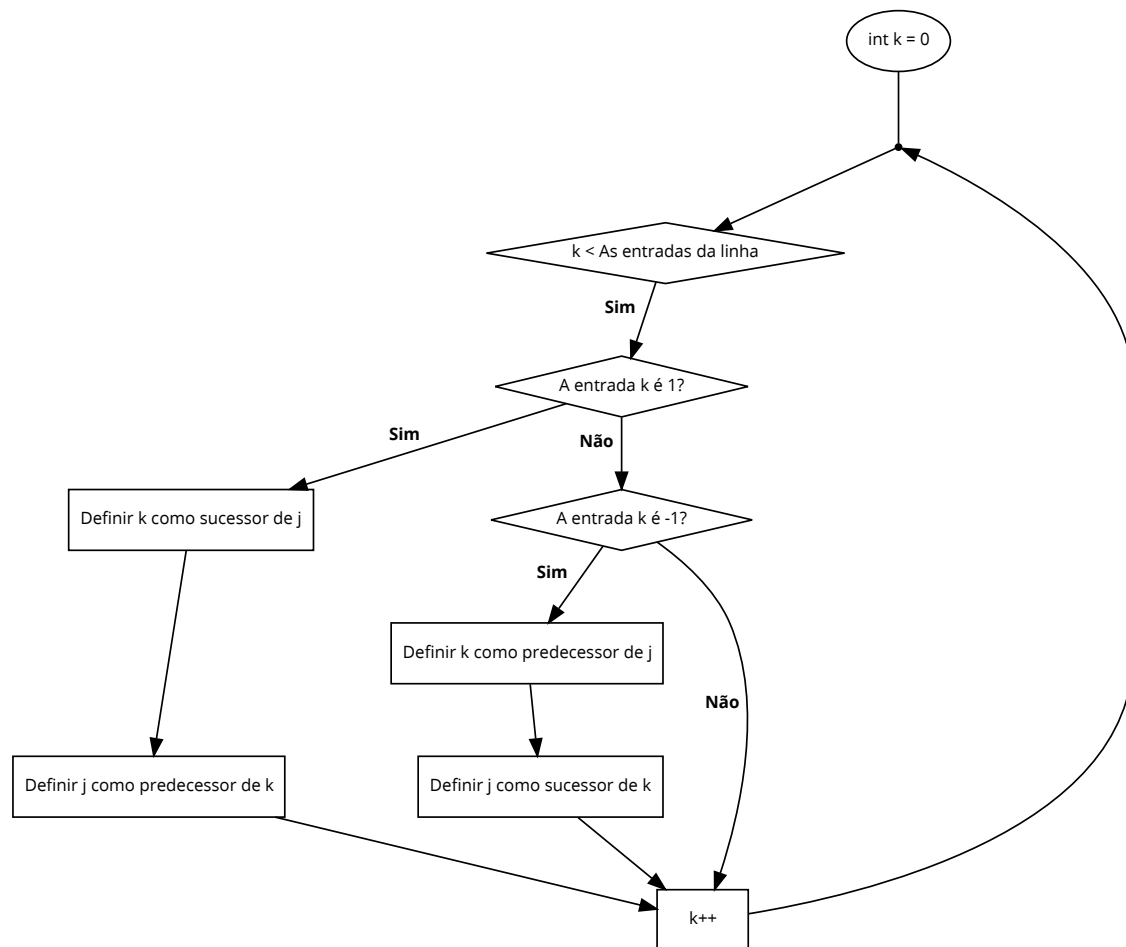 int k = 0
k < As entradas da linha
Sim
A entrada k é 1?
Sim
Não
Definir k como sucessor de j
A entrada k é -1?
Sim
Definir k como predecessor de j
Não
Definir j como predecessor de k
Definir j como sucessor de k
k++